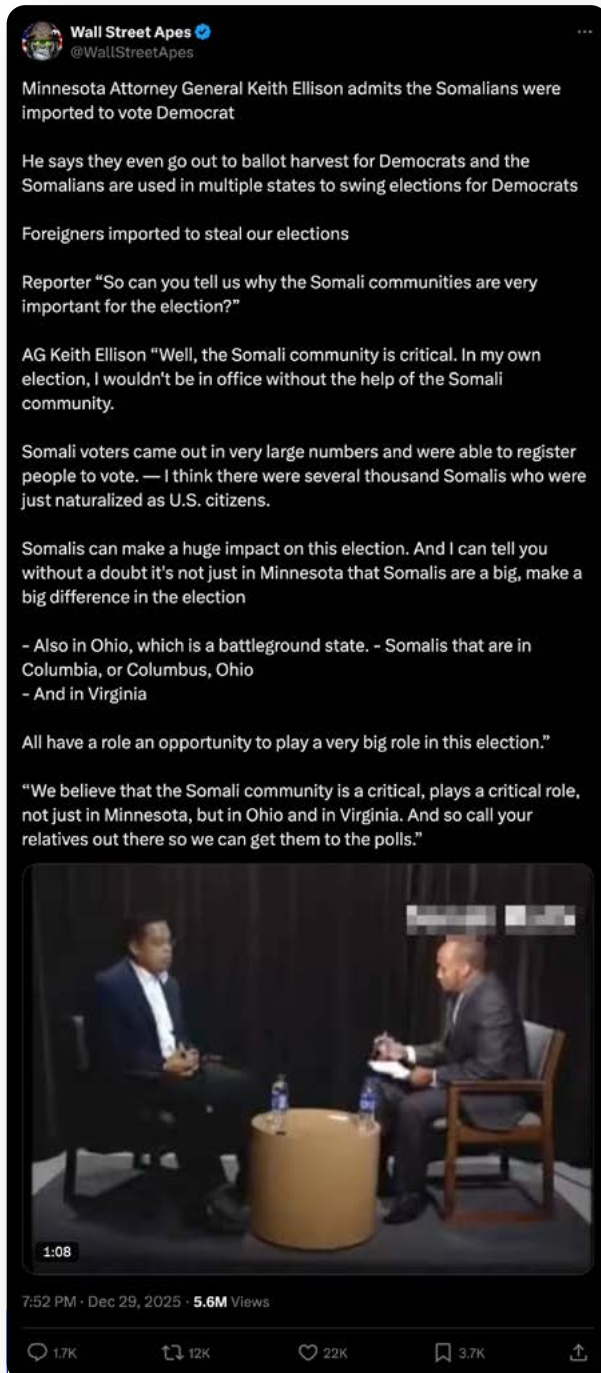 Wall Street Apes
@WallStreetApes
Minnesota Attorney General Keith Ellison admits the Somalians were
imported to vote Democrat
He says they even go out to ballot harvest for Democrats and the
Somalians are used in multiple states to swing elections for Democrats
Foreigners imported to steal our elections
Reporter “So can you tell us why the Somali communities are very
important for the election?”
AG Keith Ellison “Well, the Somali community is critical. In my own
election, I wouldn't be in office without the help of the Somali
community.
Somali voters came out in very large numbers and were able to register
people to vote. — I think there were several thousand Somalis who were
just naturalized as U.S. citizens.
Somalis can make a huge impact on this election. And I can tell you
without a doubt it's not just in Minnesota that Somalis are a big, make a
big difference in the election
- Also in Ohio, which is a battleground state. - Somalis that are in
Columbia, or Columbus, Ohio
- And in Virginia
All have a role an opportunity to play a very big role in this election.”
“We believe that the Somali community is a critical, plays a critical role,
not just in Minnesota, but in Ohio and in Virginia. And so call your
relatives out there so we can get them to the polls.”
1:08
7:52 PM · Dec 29, 2025 · 5.6M Views
1.7K 12K 22K 3.7K